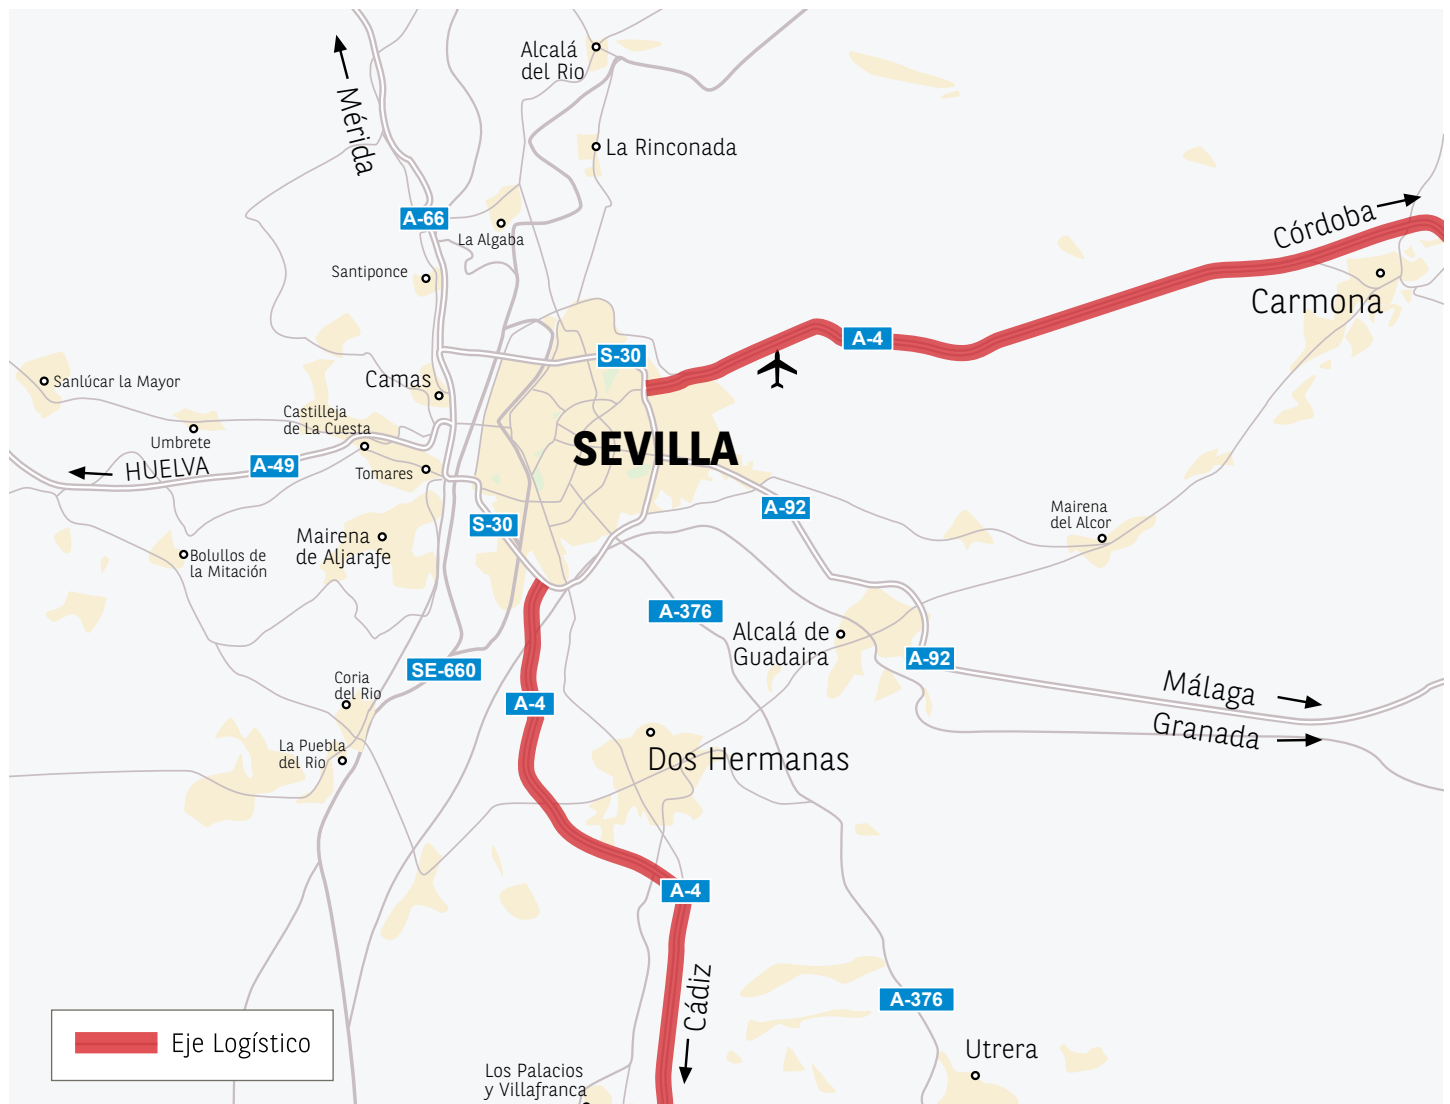 Alcalá
del Rio
Mérida
La Rinconada
A-66
La Algaba
Córdoba
Santiponce
Carmona
A-4
S-30
Camas
Sanlúcar la Mayor
Castilleja
de La Cuesta
Umbrete
SEVILLA
HUELVA
A-49
Tomares
A-92
S-30
Mairena
del Alcor
Mairena
de Aljarafe
Bolullos de
la Mitación
A-376
Alcalá de
Guadaira
A-92
SE-660
Coria
del Rio
A-4
Málaga
Granada
La Puebla
del Rio
Dos Hermanas
A-4
Cádiz
A-376
Eje Logístico
Utrera
Los Palacios
y Villafranca